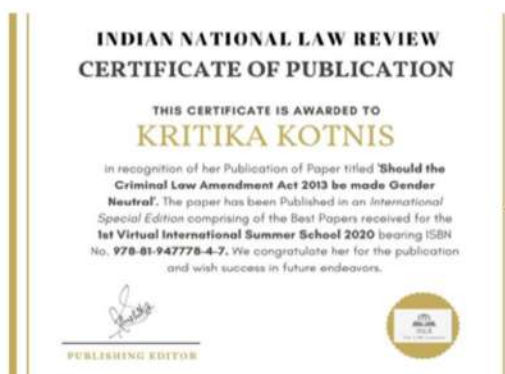 INDIAN NATIONAL LAW REVIEW
CERTIFICATE OF PUBLICATION
THIS CERTIFICATE IS AWARDED TO
KRITIKA KOTNIS
in recognition of her Publication of Paper titled 'Should the
Criminal Law Amendment Act 2013 be made Gender
Neutral'. The paper has been Published in an International
Special Edition comprising of the Best Papers received for the
1st Virtual International Summer School 2020 bearing ISBN
No. 978-81-947778-4-7. We congratulate her for the publication
and wish success in future endeavors.
PUBLISHING EDITOR